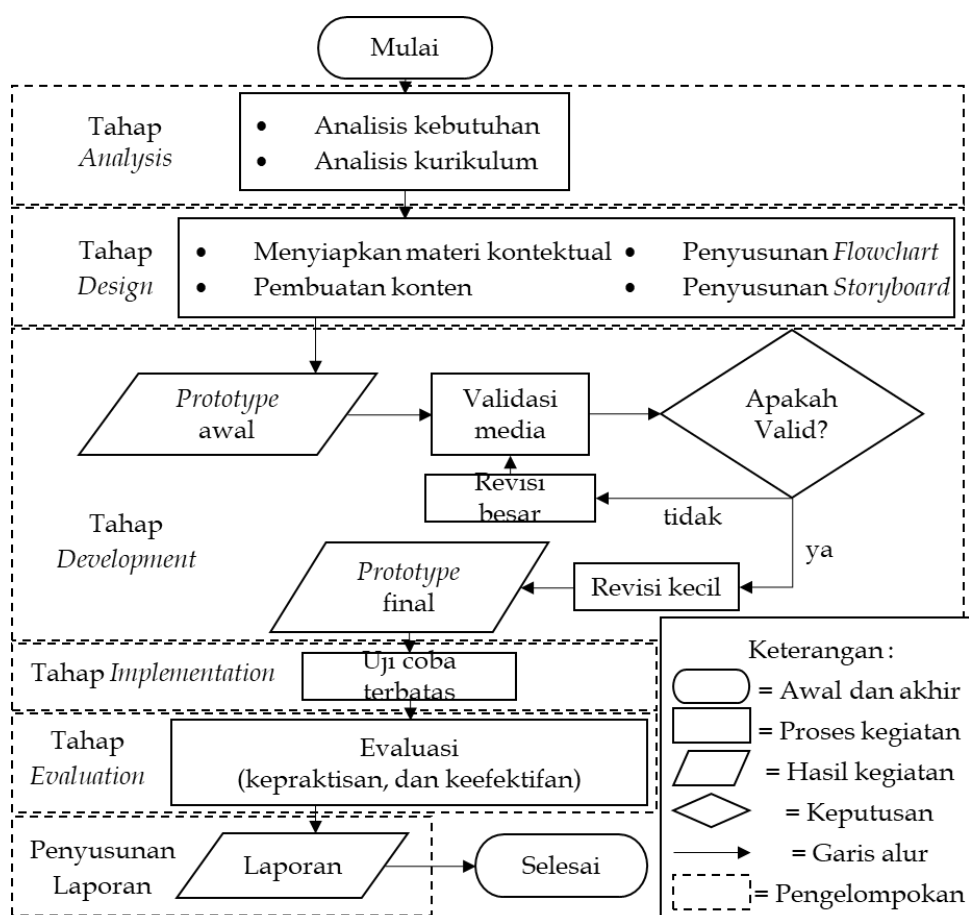 Mulai
Tahap
Analysis
• Analisis kebutuhan
• Analisis kurikulum
Tahap
Design
• Menyiapkan materi kontektual
• Pembuatan konten
• Penyusunan Flowchart
• Penyusunan Storyboard
Prototype
awal
Validasi
media
Apakah
Valid?
Revisi
besar
tidak
ya
Tahap
Development
Prototype
final
Revisi kecil
Tahap Implementation
Uji coba
terbatas
Tahap
Evaluation
Evaluasi
(kepraktisan, dan keefektifan)
Penyusunan
Laporan
Laporan
Selesai
Keterangan :
= Awal dan akhir
= Proses kegiatan
= Hasil kegiatan
= Keputusan
= Garis alur
= Pengelompokan